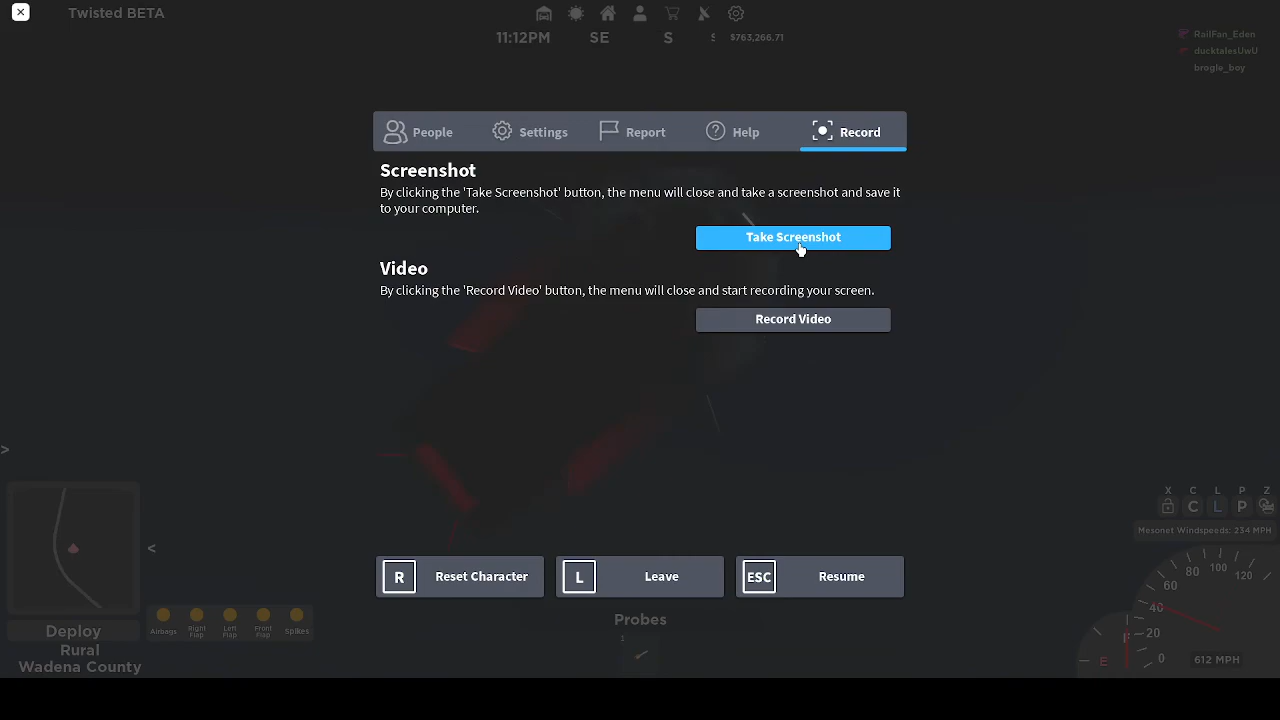 Twisted BETA
11:12PM SE S S $763,266.71
RailFan_Eden
ducktalesUwU
brogle_boy
People Settings Report Help Record
Screenshot
By clicking the 'Take Screenshot' button, the menu will close and take a screenshot and save it
to your computer.
Take Screenshot
Video
By clicking the 'Record Video' button, the menu will close and start recording your screen.
Record Video
>
<
X C L P Z
C L P
Mesonet Windspeeds: 234 MPH
0 20 40 60 80 100 120
E F
612 MPH
R Reset Character L Leave ESC Resume
Airbags Right Flap Left Flap Front Flap Spikes
Deploy
Rural
Wadena County
Probes
1